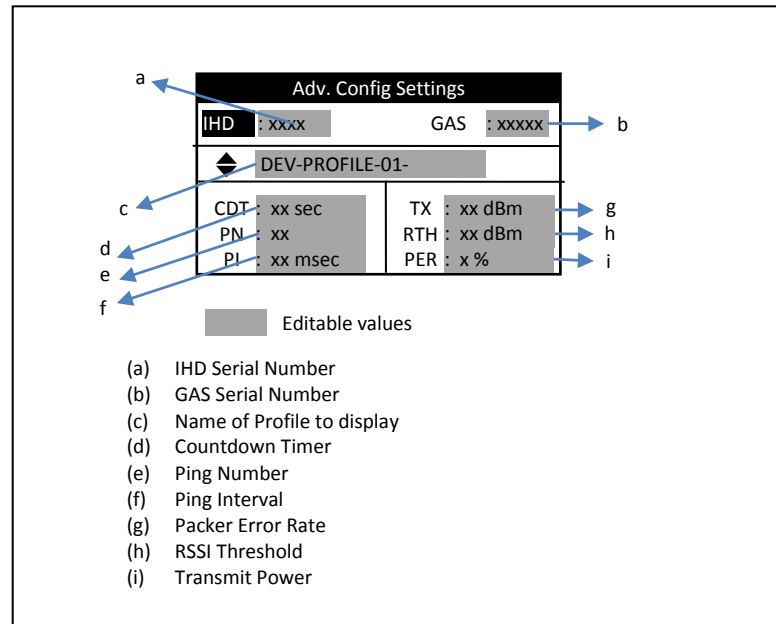 a
Adv. Config Settings
IHD : xxxx GAS : xxxxx b
DEV-PROFILE-01-
c
CDT : xx sec TX : xx dBm g
d PN : xx RTH : xx dBm h
e PI : xx msec PER : x % i
f
Editable values
(a) IHD Serial Number
(b) GAS Serial Number
(c) Name of Profile to display
(d) Countdown Timer
(e) Ping Number
(f) Ping Interval
(g) Packer Error Rate
(h) RSSI Threshold
(i) Transmit Power